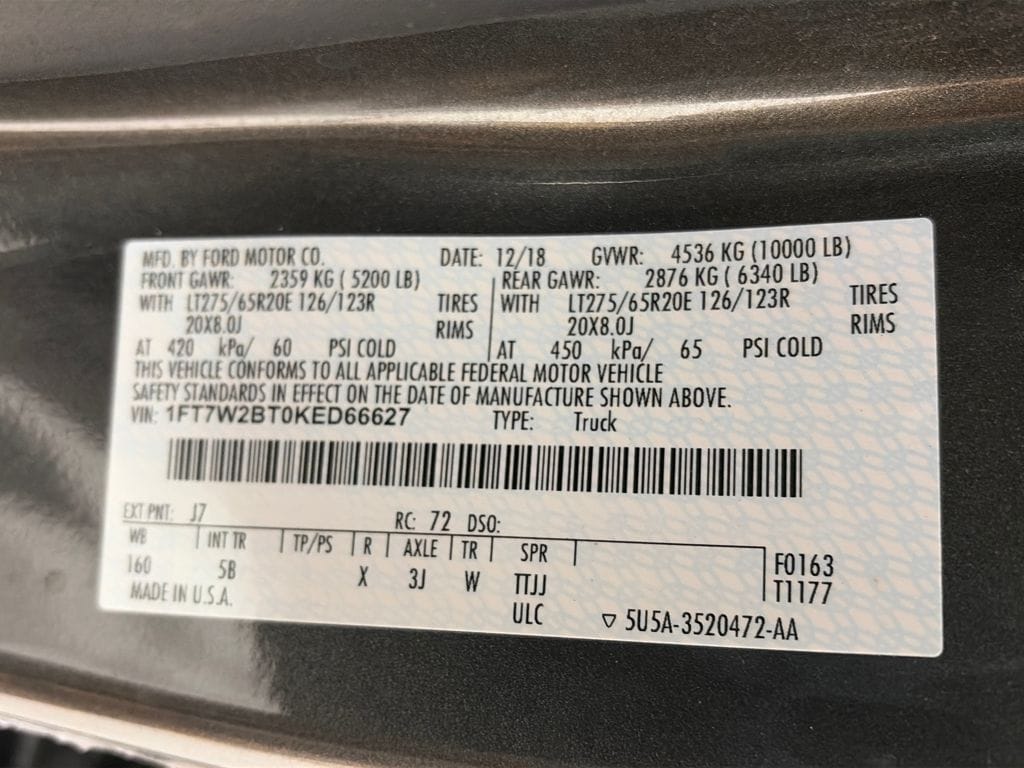 MFD. BY FORD MOTOR CO. DATE: 12/18 GVWR: 4536 KG (10000 LB)
FRONT GAWR: 2359 KG ( 5200 LB) REAR GAWR: 2876 KG ( 6340 LB)
WITH LT275/65R20E 126/123R TIRES WITH LT275/65R20E 126/123R TIRES
20X8.0J RIMS 20X8.0J RIMS
AT 420 kPa/ 60 PSI COLD AT 450 kPa/ 65 PSI COLD
THIS VEHICLE CONFORMS TO ALL APPLICABLE FEDERAL MOTOR VEHICLE
SAFETY STANDARDS IN EFFECT ON THE DATE OF MANUFACTURE SHOWN ABOVE.
VIN: 1FT7W2BT0KED66627 TYPE: Truck
EXT PNT: J7 RC: 72 DSO:
WB INT TR TP/PS R AXLE TR SPR
160 5B X 3J W TTJJ F0163
MADE IN U.S.A. ULC T1177
5U5A-3520472-AA